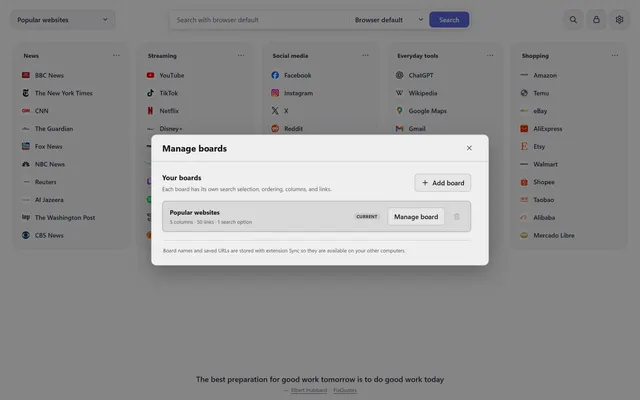 Popular websites
Search with browser default
Browser default
Search
News
Streaming
Social media
Everyday tools
Shopping
BBC News
YouTube
Facebook
ChatGPT
Amazon
The New York Times
TikTok
Instagram
Wikipedia
Temu
CNN
Netflix
X
Google Maps
eBay
The Guardian
Disney+
Reddit
Gmail
AliExpress
Fox News
Etsy
NBC News
Walmart
Reuters
Shopee
Al Jazeera
Taobao
The Washington Post
Alibaba
CBS News
Mercado Libre
Manage boards
Your boards
Each board has its own search selection, ordering, columns, and links.
Add board
Popular websites
5 columns · 50 links · 1 search option
CURRENT
Manage board
Board names and saved URLs are stored with extension Sync so they are available on your other computers.
The best preparation for good work tomorrow is to do good work today
— Elbert Hubbard · FixQuotes